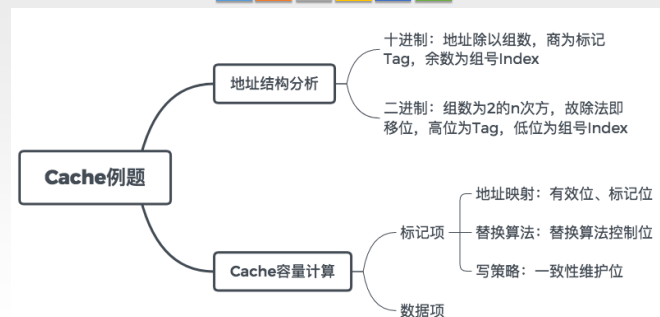 Cache例题
地址结构分析
十进制：地址除以组数，商为标记
Tag，余数为组号Index
二进制：组数为2的n次方，故除法即
移位，高位为Tag，低位为组号Index
Cache容量计算
标记项
地址映射：有效位、标记位
替换算法：替换算法控制位
写策略：一致性维护位
数据项